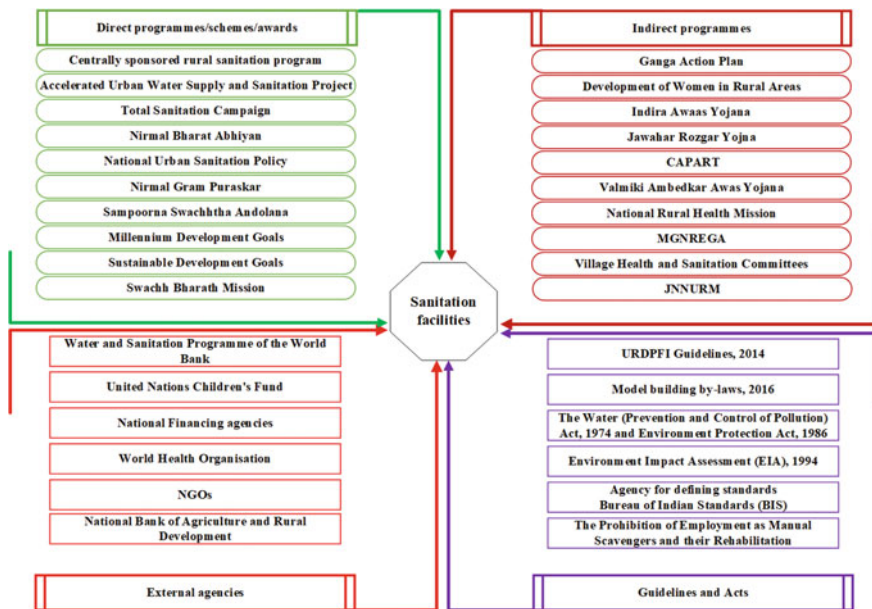 Direct programmes/schemes/awards
Centrally sponsored rural sanitation program
Accelerated Urban Water Supply and Sanitation Project
Total Sanitation Campaign
Nirmal Bharat Abhiyan
National Urban Sanitation Policy
Nirmal Gram Puraskar
Sampoorna Swachhtha Andolana
Millennium Development Goals
Sustainable Development Goals
Swachh Bharath Mission
Indirect programmes
Ganga Action Plan
Development of Women in Rural Areas
Indira Awaas Yojana
Jawahar Rozgar Yojna
CAPART
Valmiki Ambedkar Awas Yojana
National Rural Health Mission
MGNREGA
Village Health and Sanitation Committees
JNNURM
Sanitation
facilities
Water and Sanitation Programme of the World
Bank
United Nations Children's Fund
National Financing agencies
World Health Organisation
NGOs
National Bank of Agriculture and Rural
Development
External agencies
URDPFI Guidelines, 2014
Model building by-laws, 2016
The Water (Prevention and Control of Pollution)
Act, 1974 and Environment Protection Act, 1986
Environment Impact Assessment (EIA), 1994
Agency for defining standards
Bureau of Indian Standards (BIS)
The Prohibition of Employment as Manual
Scavengers and their Rehabilitation
Guidelines and Acts